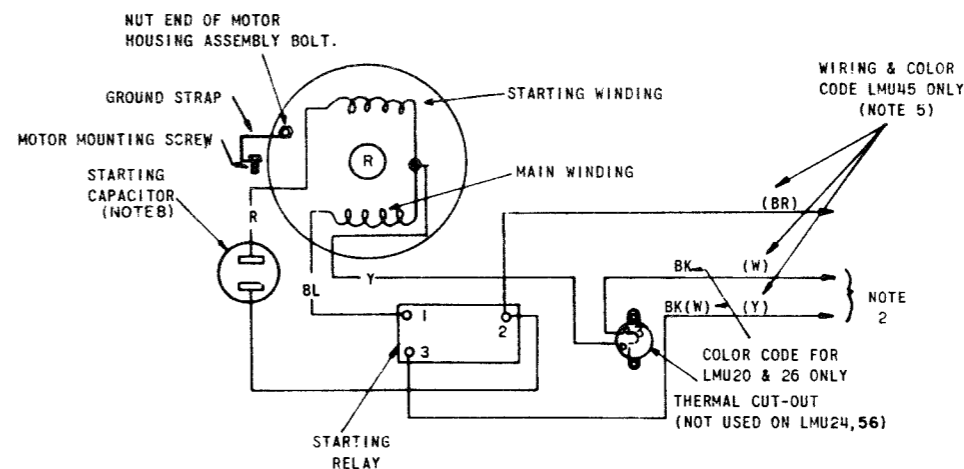 NUT END OF MOTOR
HOUSING ASSEMBLY BOLT.
GROUND STRAP
MOTOR MOUNTING SCREW
STARTING
CAPACITOR
(NOTE8)
R
STARTING WINDING
R
MAIN WINDING
WIRING & COLOR
CODE LMU45 ONLY
(NOTE 5)
(BR)
BL
Y
BK
(W)
BK(W)
(Y)
NOTE
2
1
2
3
COLOR CODE FOR
LMU20 & 26 ONLY
THERMAL CUT-OUT
(NOT USED ON LMU24,56)
STARTING
RELAY